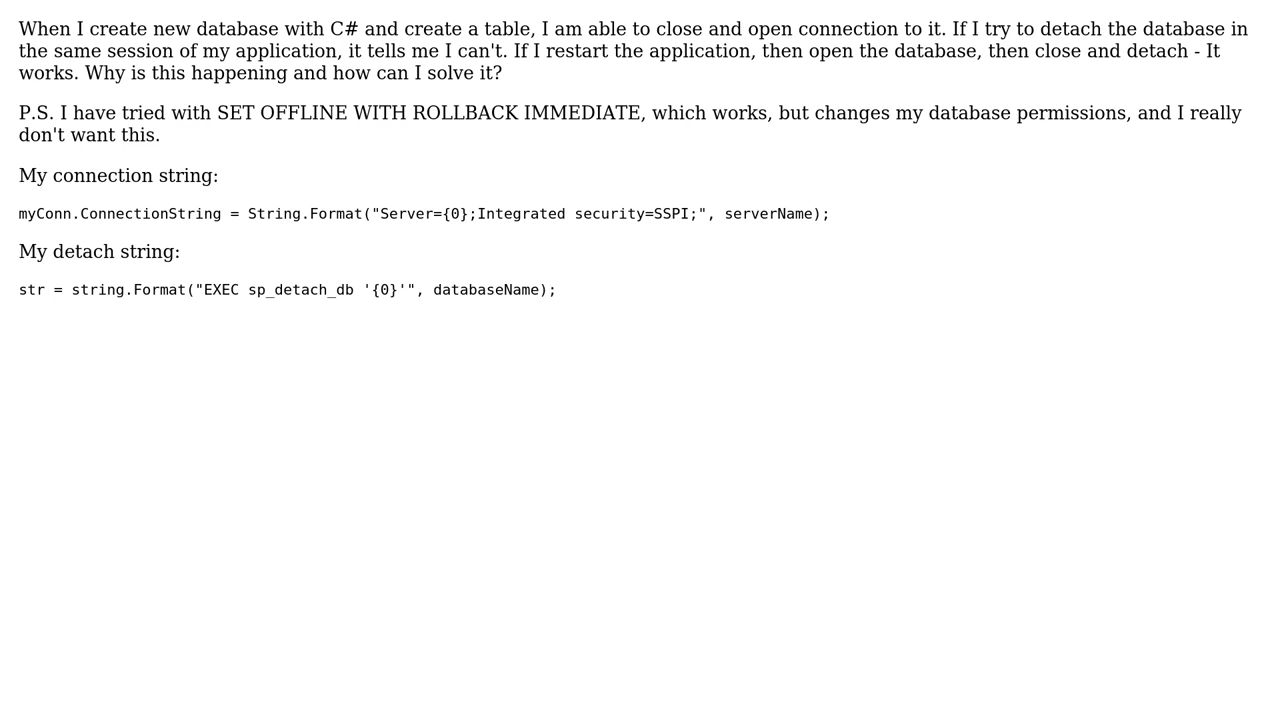 When I create new database with C# and create a table, I am able to close and open connection to it. If I try to detach the database in
the same session of my application, it tells me I can't. If I restart the application, then open the database, then close and detach - It
works. Why is this happening and how can I solve it?
P.S. I have tried with SET OFFLINE WITH ROLLBACK IMMEDIATE, which works, but changes my database permissions, and I really
don't want this.
My connection string:
myConn.ConnectionString = String.Format("Server={0};Integrated security=SSPI;", serverName);
My detach string:
str = string.Format("EXEC sp_detach_db '{0}'", databaseName);